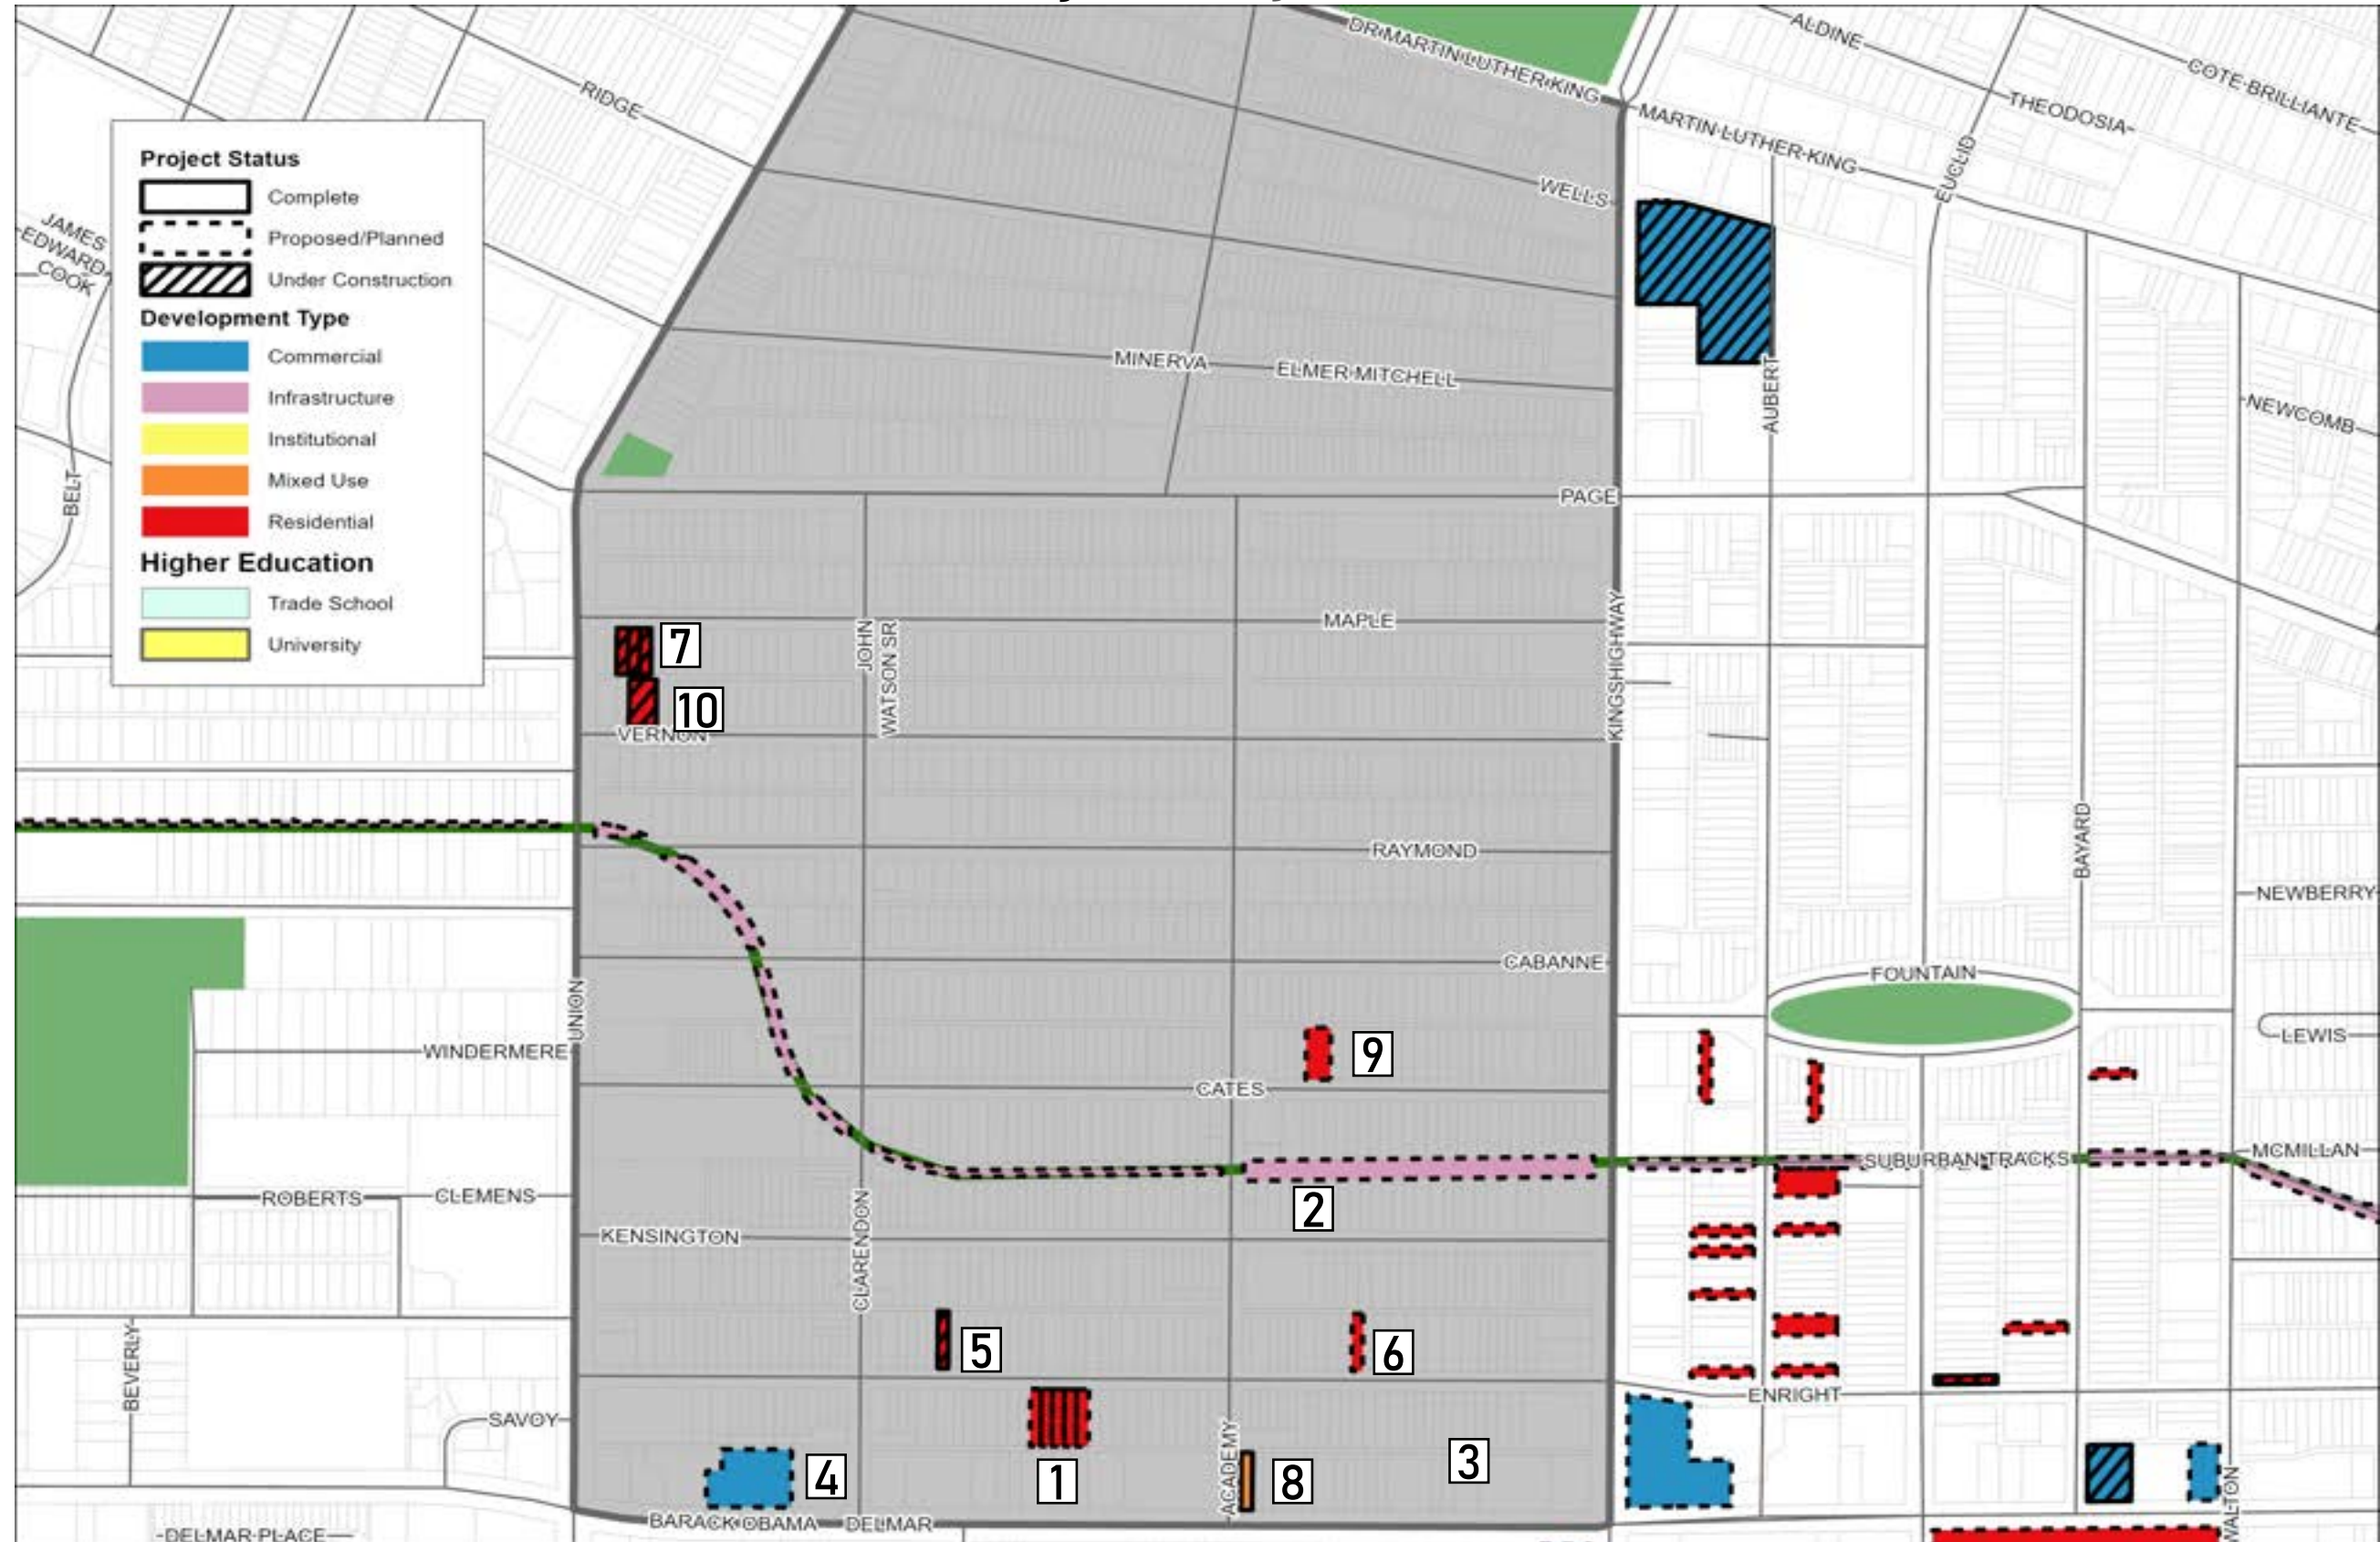 DR MARTIN LUTHER KING
ALDINE
COTE BRILLIANTE
THEODOSIA
RIDGE
MARTIN LUTHER KING
EUCLID
WELLS
Project Status
Complete
Proposed/Planned
Under Construction
Development Type
Commercial
Infrastructure
Institutional
Mixed Use
Residential
Higher Education
Trade School
University
JAMES
EDWARD
COOK
BELT
MINERVA
ELMER MITCHELL
AUBERT
NEWCOMB
PAGE
MAPLE
KINGSHIGHWAY
JOHN
WATSON SR
7
10
VERNON
RAYMOND
BAYARD
NEWBERRY
CABANNE
FOUNTAIN
UNION
WINDERMERE
LEWIS
9
CATES
SUBURBAN TRACKS
MCMILLAN
ROBERTS
CLEMENS
2
KENSINGTON
CLARENDON
5
6
BEVERLY
ENRIGHT
SAVOY
ACADEMY
4
1
8
3
WALTON
BARACK OBAMA
DELMAR
DELMAR PLACE